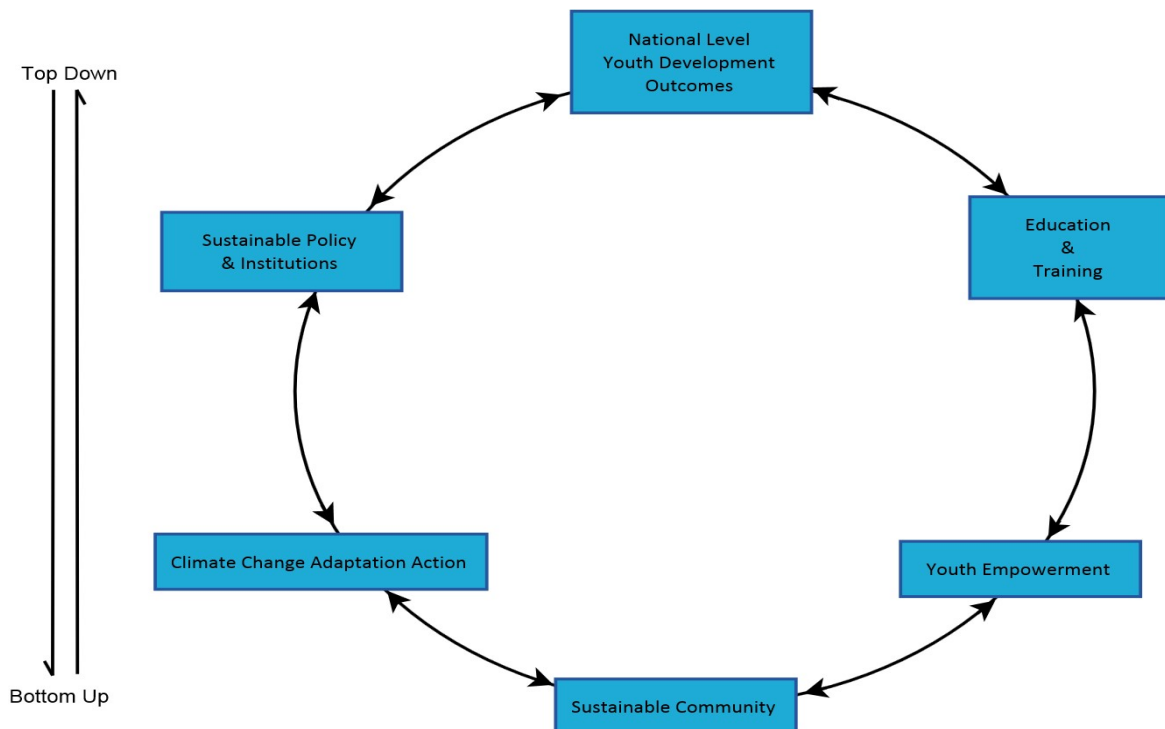 National Level
Youth Development
Outcomes
Top Down
Sustainable Policy
& Institutions
Education
&
Training
Climate Change Adaptation Action
Youth Empowerment
Sustainable Community
Bottom Up